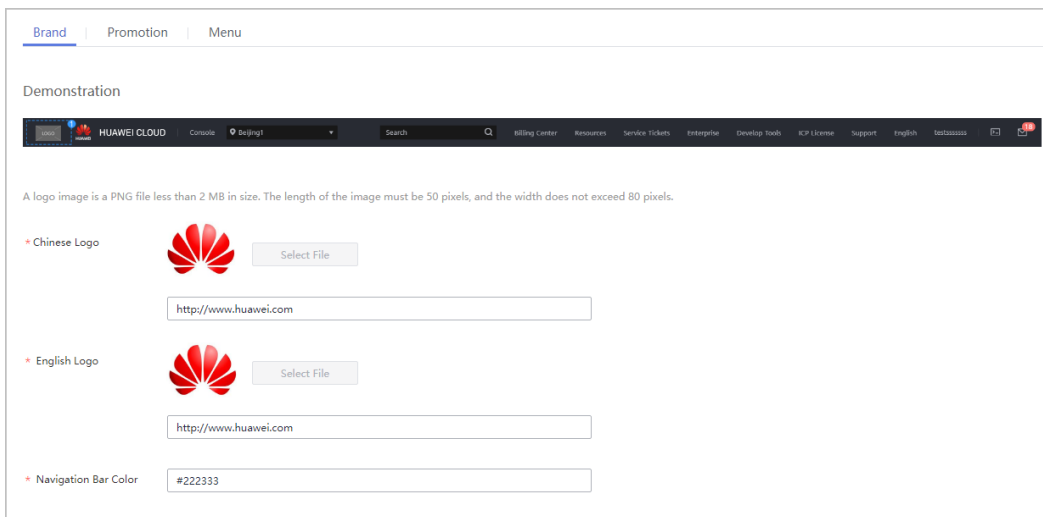 Brand Promotion Menu
Demonstration
LOGO 1 HUAWEI HUAWEI CLOUD Console Beijing1 Search Billing Center Resources Service Tickets Enterprise Develop Tools ICP License Support English 18
A logo image is a PNG file less than 2 MB in size. The length of the image must be 50 pixels, and the width does not exceed 80 pixels.
* Chinese Logo
Select File
http://www.huawei.com
* English Logo
Select File
http://www.huawei.com
* Navigation Bar Color #222333